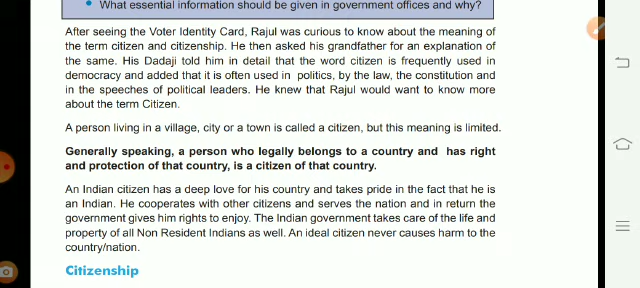 • What essential information should be given in government offices and why?
After seeing the Voter Identity Card, Rajul was curious to know about the meaning of
the term citizen and citizenship. He then asked his grandfather for an explanation of
the same. His Dadaji told him in detail that the word citizen is frequently used in
democracy and added that it is often used in politics, by the law, the constitution and
in the speeches of political leaders. He knew that Rajul would want to know more
about the term Citizen.
A person living in a village, city or a town is called a citizen, but this meaning is limited.
Generally speaking, a person who legally belongs to a country and has right
and protection of that country, is a citizen of that country.
An Indian citizen has a deep love for his country and takes pride in the fact that he is
an Indian. He cooperates with other citizens and serves the nation and in return the
government gives him rights to enjoy. The Indian government takes care of the life and
property of all Non Resident Indians as well. An ideal citizen never causes harm to the
country/nation.
Citizenship